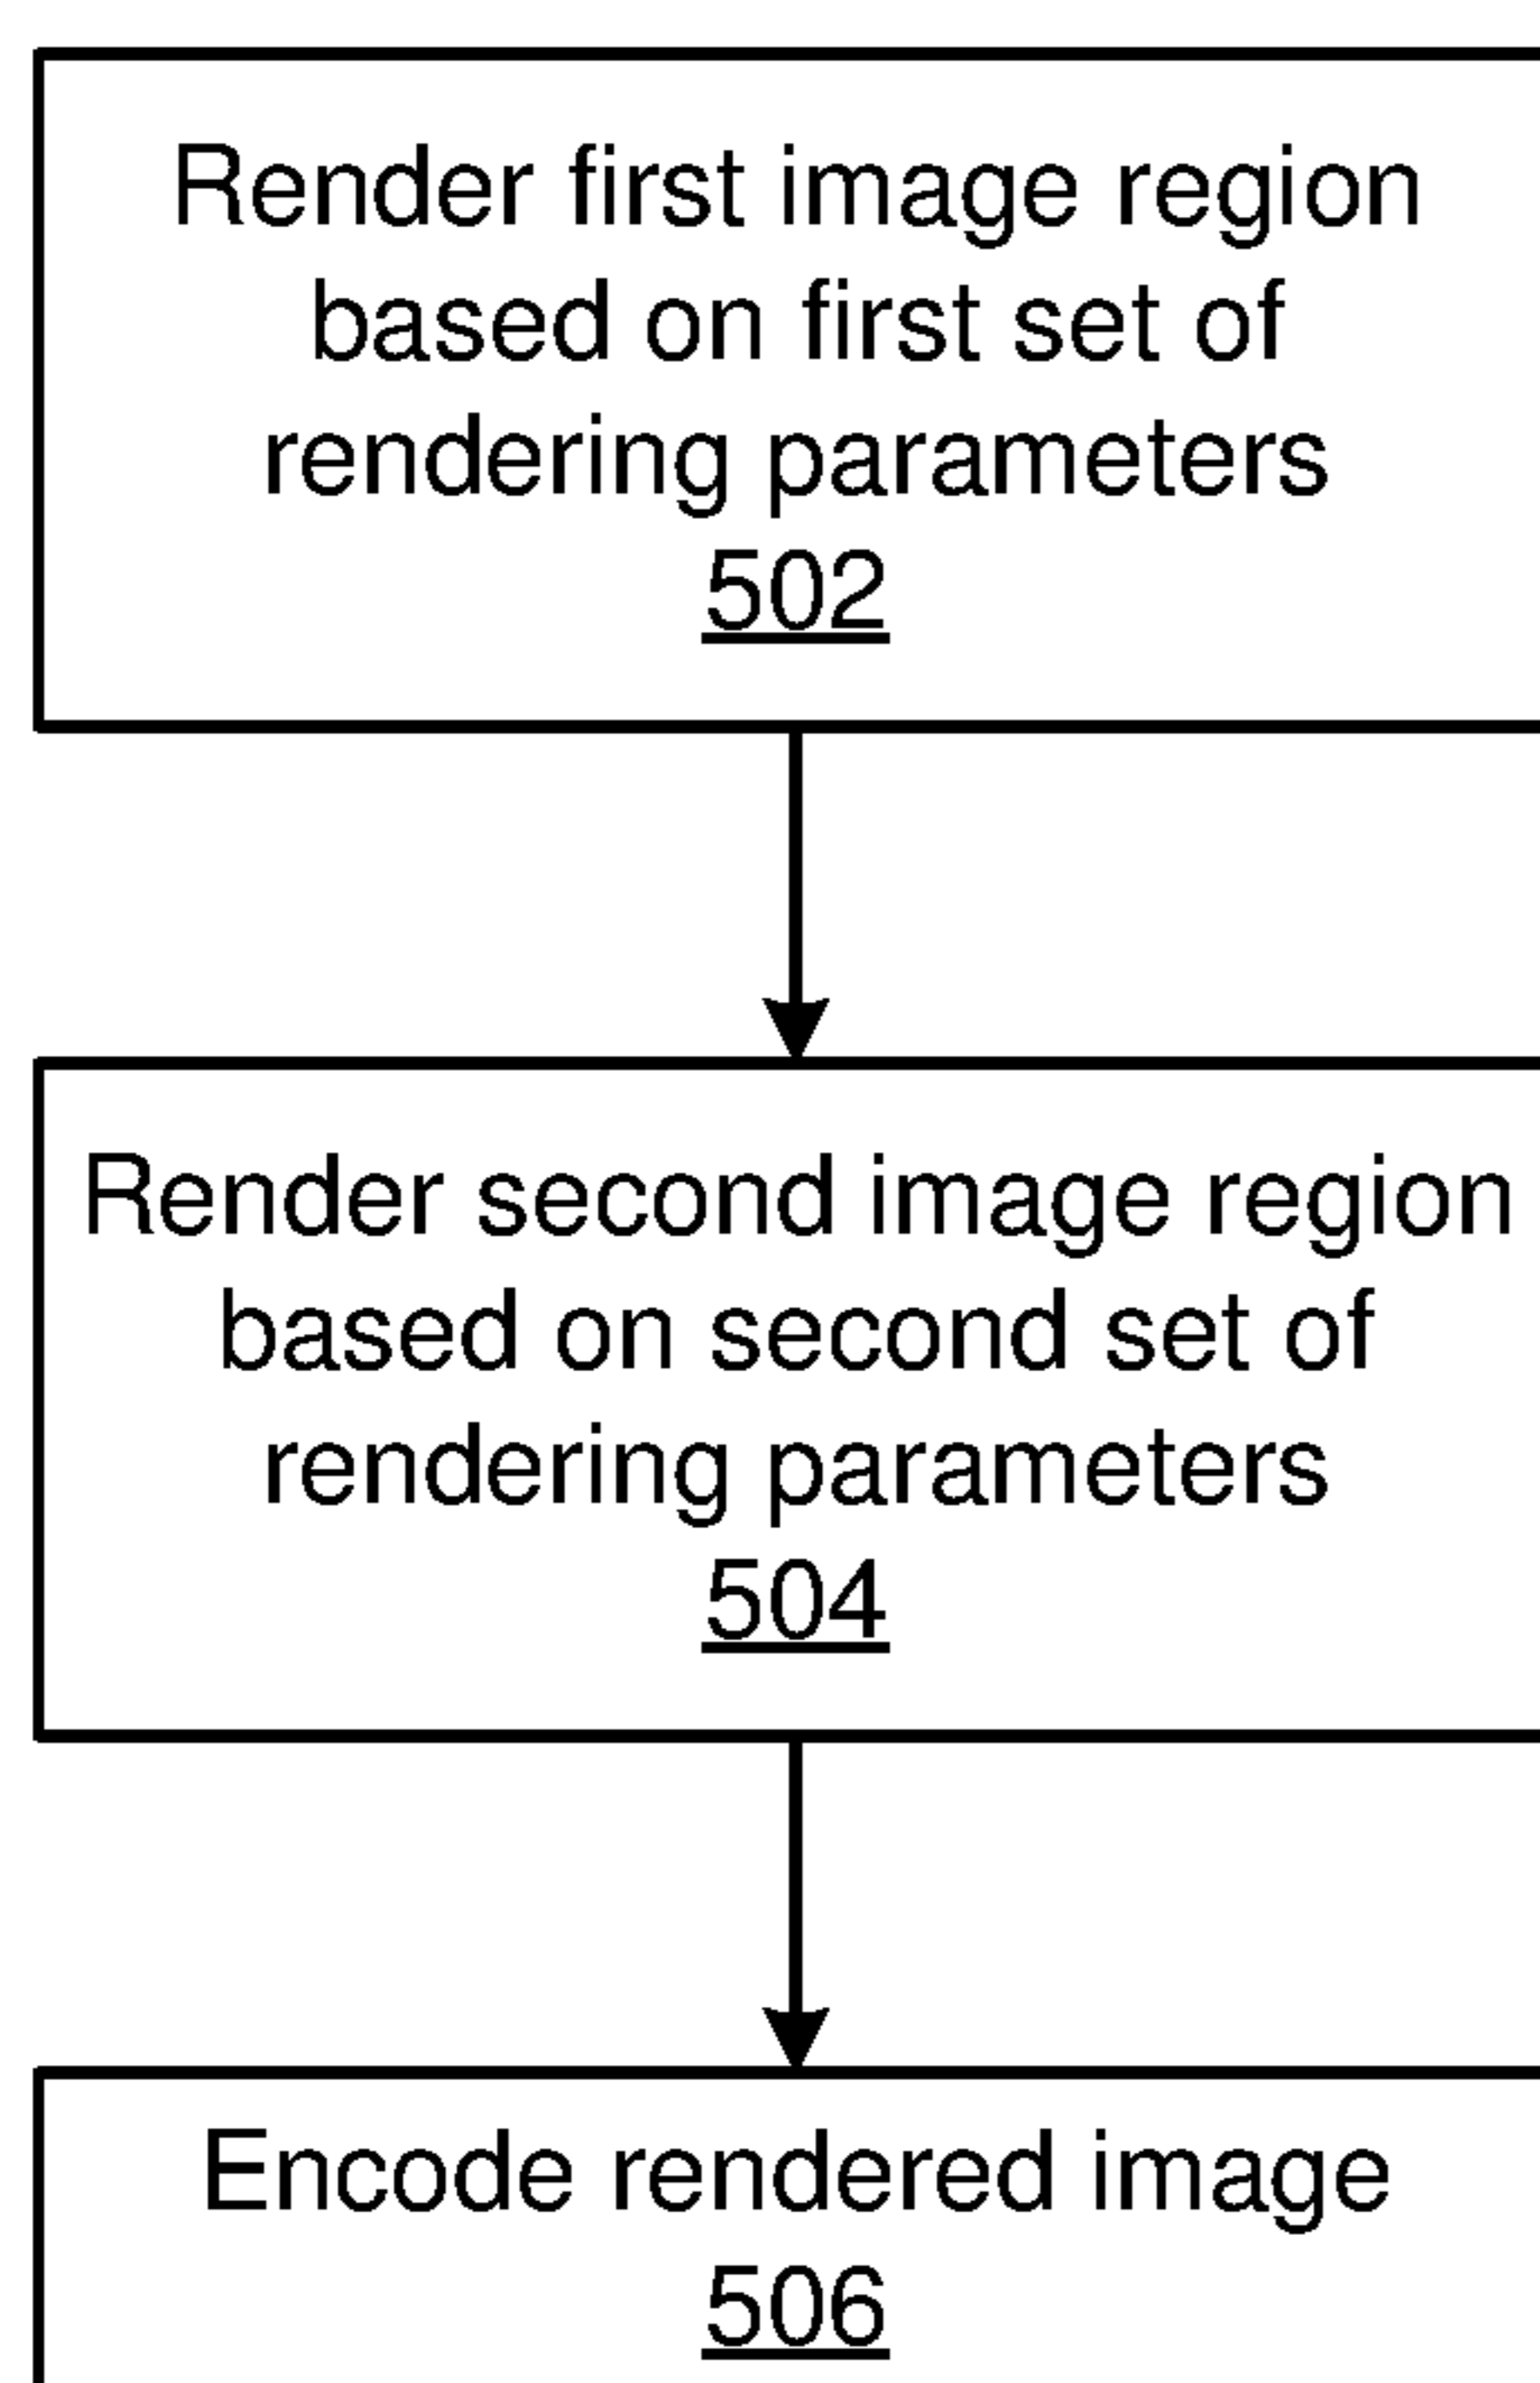 Render first image region
based on first set of
rendering parameters
502
Render second image region
based on second set of
rendering parameters
504
Encode rendered image
506